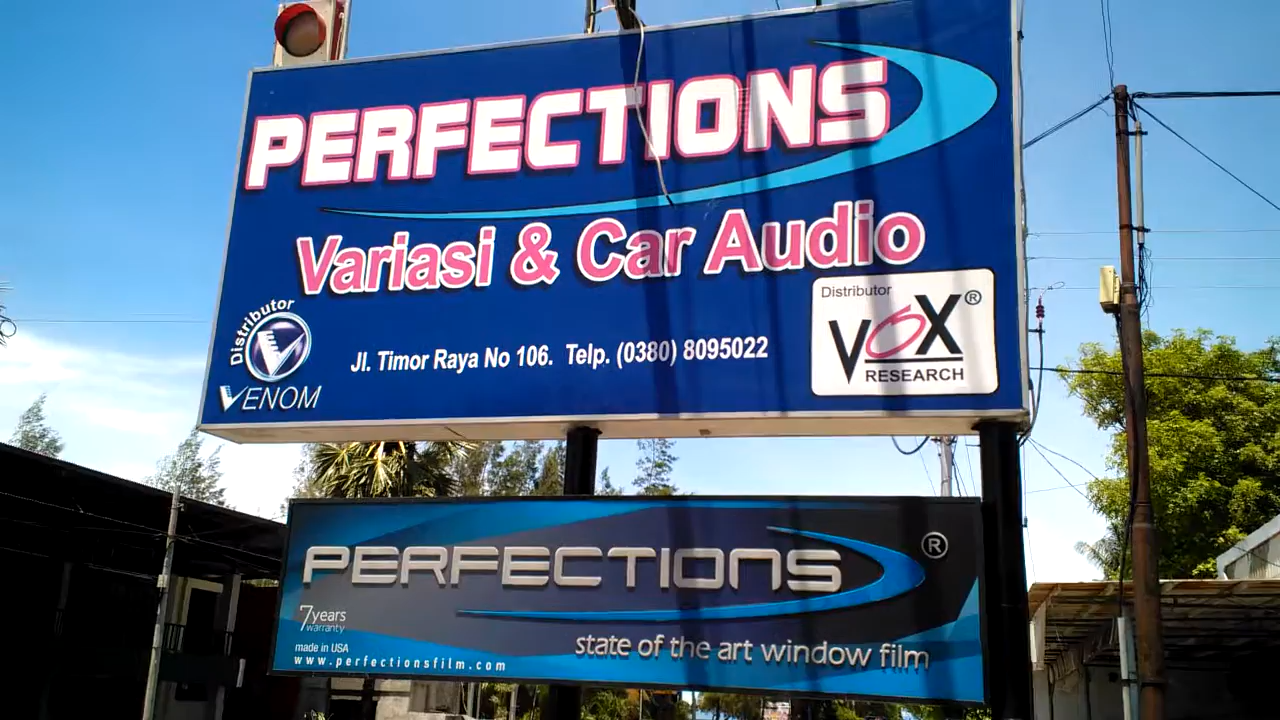 PERFECTIONS
Variasi & Car Audio
Distributor
VENOM
Jl. Timor Raya No 106. Telp. (0380) 8095022
Distributor
VOX ®
RESEARCH
PERFECTIONS ®
7years
warranty
made in USA
www.perfectionsfilm.com
state of the art window film